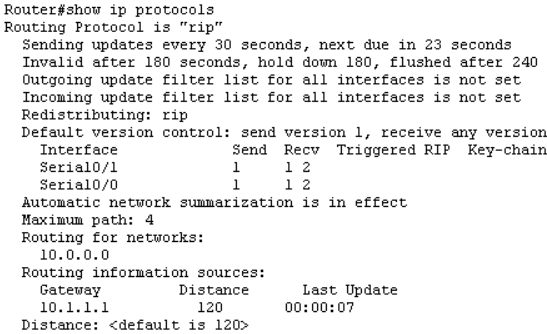 Router#show ip protocols
Routing Protocol is "rip"
Sending updates every 30 seconds, next due in 23 seconds
Invalid after 180 seconds, hold down 180, flushed after 240
Outgoing update filter list for all interfaces is not set
Incoming update filter list for all interfaces is not set
Redistributing: rip
Default version control: send version 1, receive any version
Interface Send Recv Triggered RIP Key-chain
Serial0/1 1 1 2
Serial0/0 1 1 2
Automatic network summarization is in effect
Maximum path: 4
Routing for networks:
10.0.0.0
Routing information sources:
Gateway Distance Last Update
10.1.1.1 120 00:00:07
Distance: <default is 120>